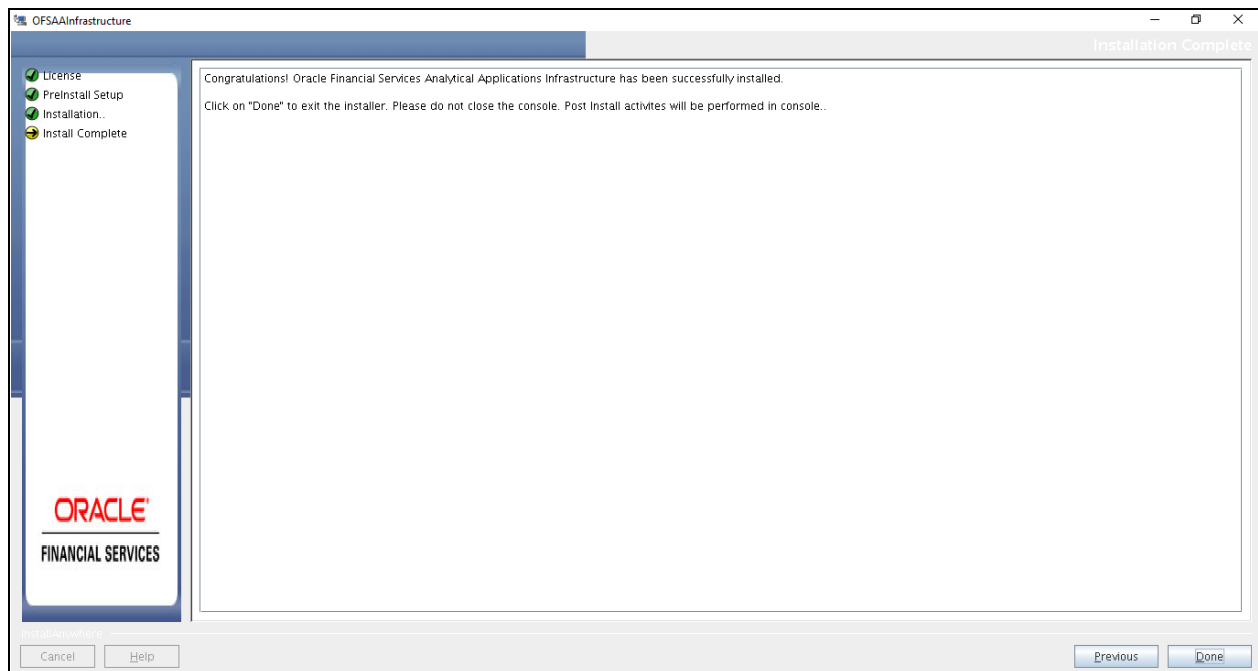 OFSAAInfrastructure
Installation Complete
License
PreInstall Setup
Installation..
Install Complete
Congratulations! Oracle Financial Services Analytical Applications Infrastructure has been successfully installed.
Click on "Done" to exit the installer. Please do not close the console. Post Install activites will be performed in console..
ORACLE
FINANCIAL SERVICES
InstallAnywhere
Cancel
Help
Previous
Done